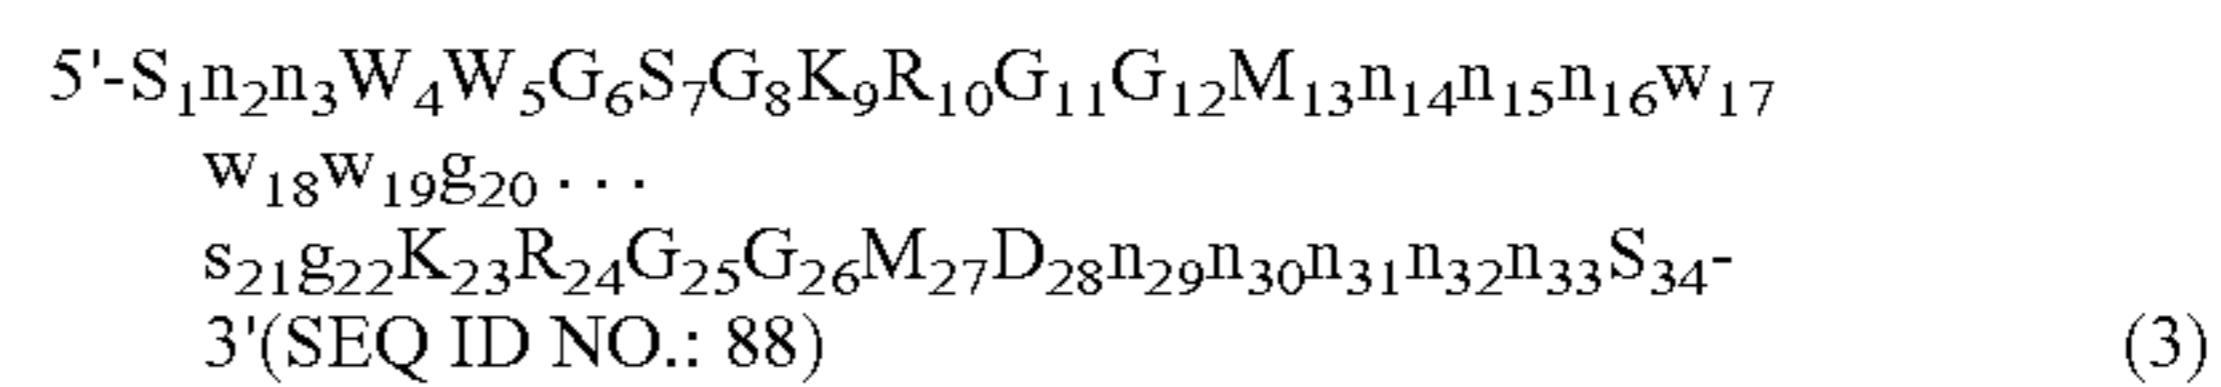 5'-S₁n₂n₃W₄W₅G₆S₇G₈K₉R₁₀G₁₁G₁₂M₁₃n₁₄n₁₅n₁₆w₁₇
w₁₈w₁₉g₂₀ . . .
s₂₁g₂₂K₂₃R₂₄G₂₅G₂₆M₂₇D₂₈n₂₉n₃₀n₃₁n₃₂n₃₃S₃₄-
3'(SEQ ID NO.: 88) (3)